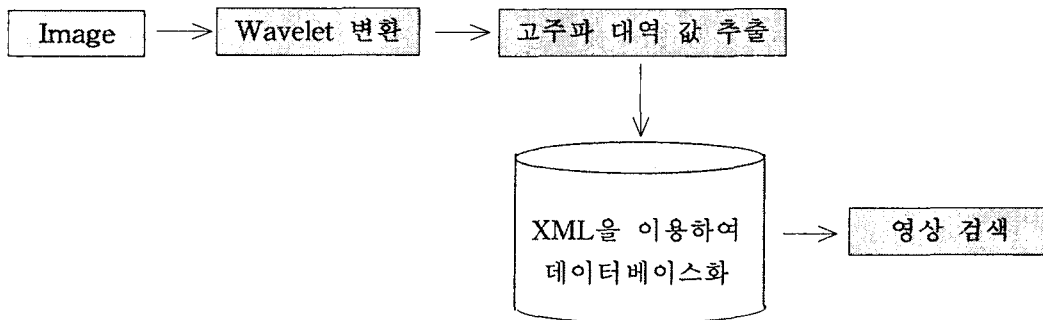 Image
Wavelet 변환
고주파 대역 값 추출
XML을 이용하여
데이터베이스화
영상 검색